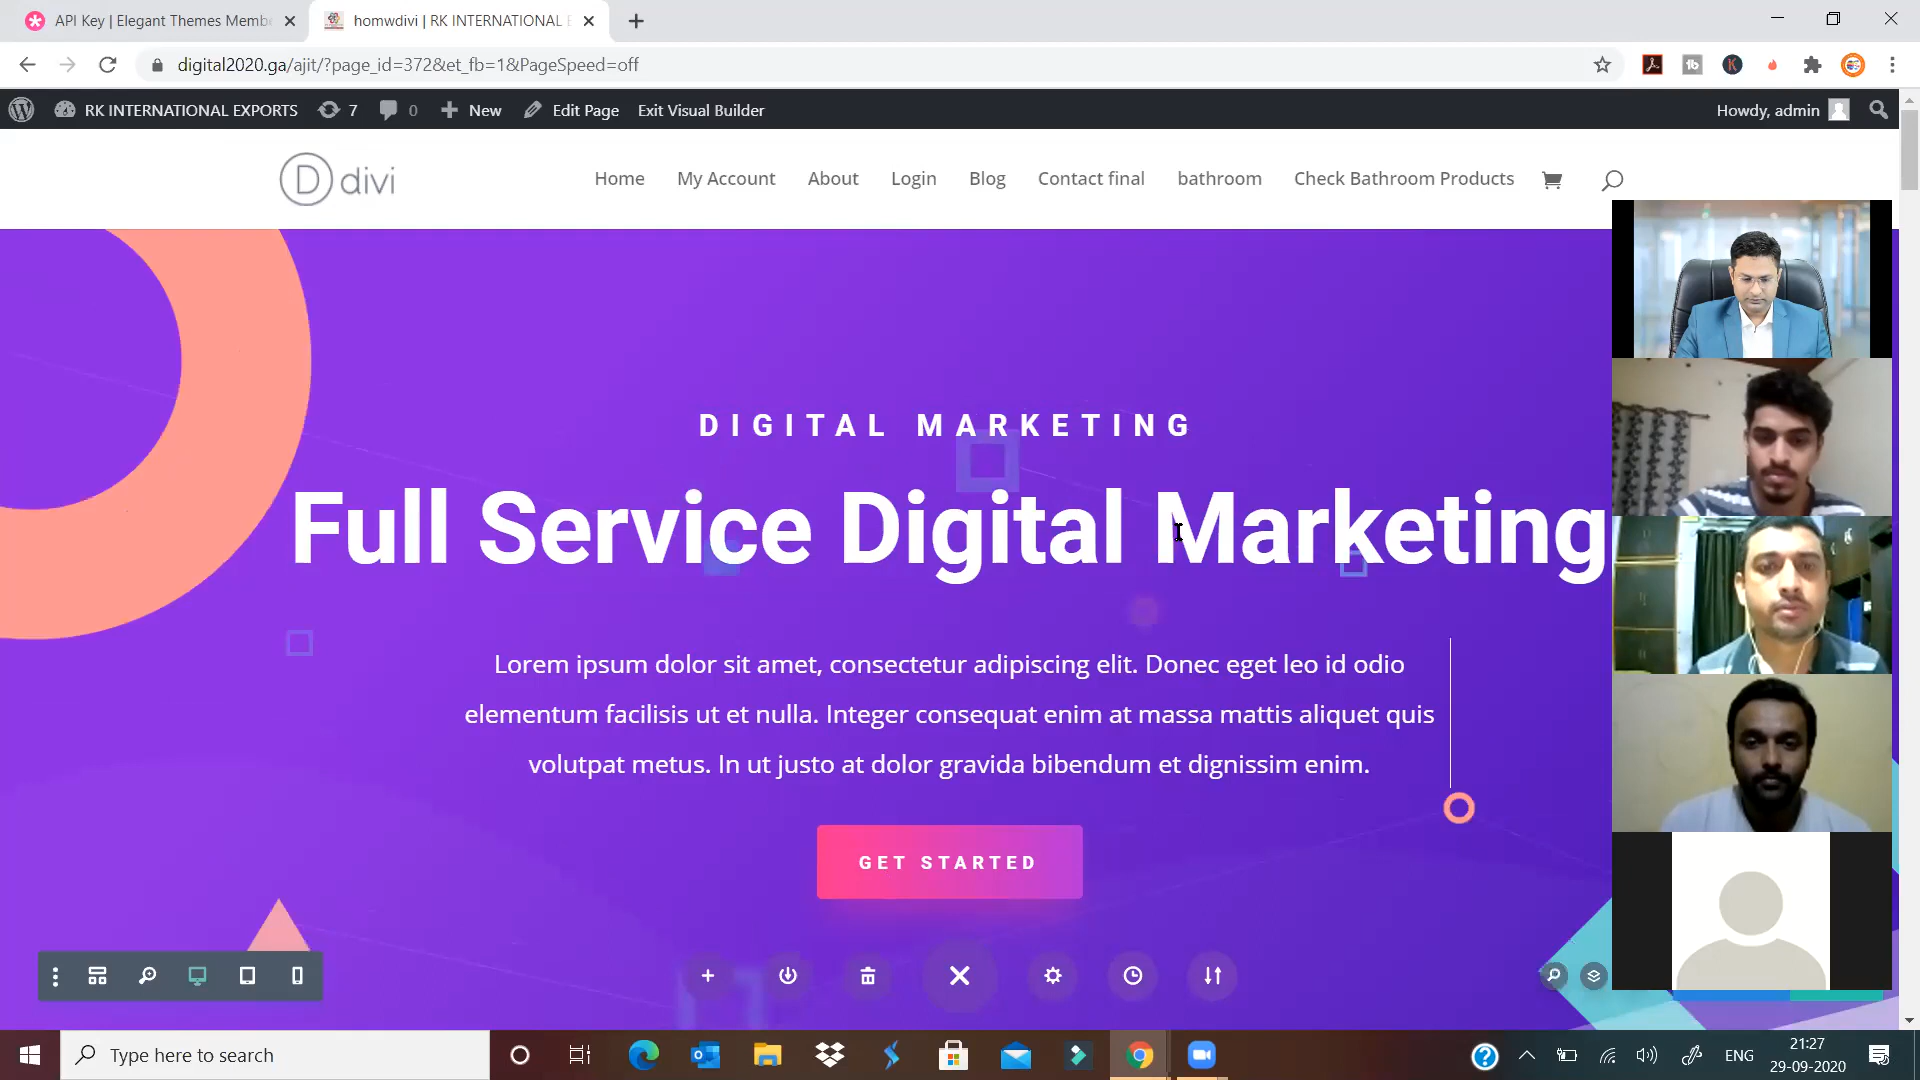 API Key | Elegant Themes Membe
homwdivi | RK INTERNATIONAL E
digital2020.ga/ajit/?page_id=372&et_fb=1&PageSpeed=off
RK INTERNATIONAL EXPORTS 7 0 New Edit Page Exit Visual Builder Howdy, admin
D divi
Home My Account About Login Blog Contact final bathroom Check Bathroom Products
DIGITAL MARKETING
Full Service Digital Marketing
Lorem ipsum dolor sit amet, consectetur adipiscing elit. Donec eget leo id odio
elementum facilisis ut et nulla. Integer consequat enim at massa mattis aliquet quis
volutpat metus. In ut justo at dolor gravida bibendum et dignissim enim.
GET STARTED
Type here to search
ENG
21:27
29-09-2020